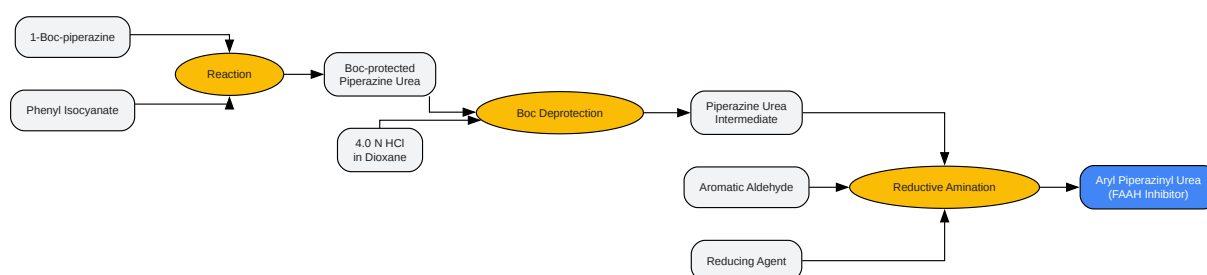 1-Boc-piperazine
Phenyl Isocyanate
Reaction
Boc-protected
Piperazine Urea
4.0 N HCl
in Dioxane
Boc Deprotection
Piperazine Urea
Intermediate
Aromatic Aldehyde
Reducing Agent
Reductive Amination
Aryl Piperazinyl Urea
(FAAH Inhibitor)